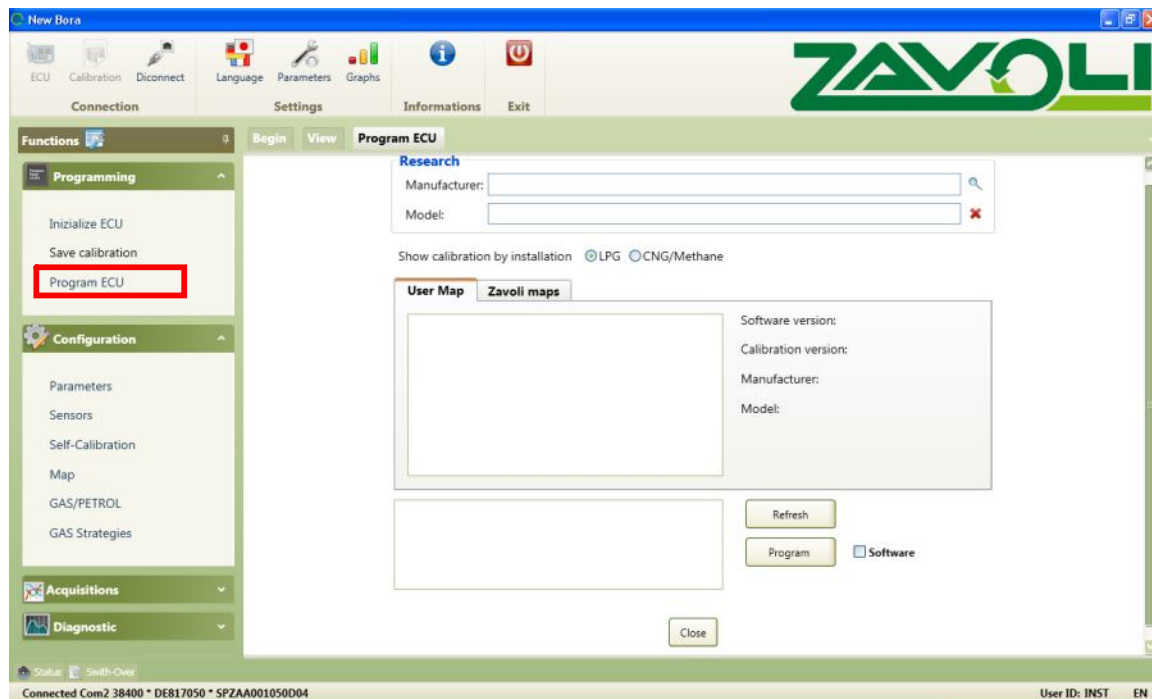 New Bora
ECU Calibration Diconnect Language Parameters Graphs
Connection Settings Informations Exit
ZAVOLI
Functions
Begin View Program ECU
Programming
Inizialize ECU
Save calibration
Program ECU
Configuration
Parameters
Sensors
Self-Calibration
Map
GAS/PETROL
GAS Strategies
Acquisitions
Diagnostic
Research
Manufacturer:
Model:
Show calibration by installation LPG CNG/Methane
User Map Zavoli maps
Software version:
Calibration version:
Manufacturer:
Model:
Refresh
Program Software
Close
Status Swith-Over
Connected Com2 38400 * DE817050 * SPZAA001050D04 User ID: INST EN